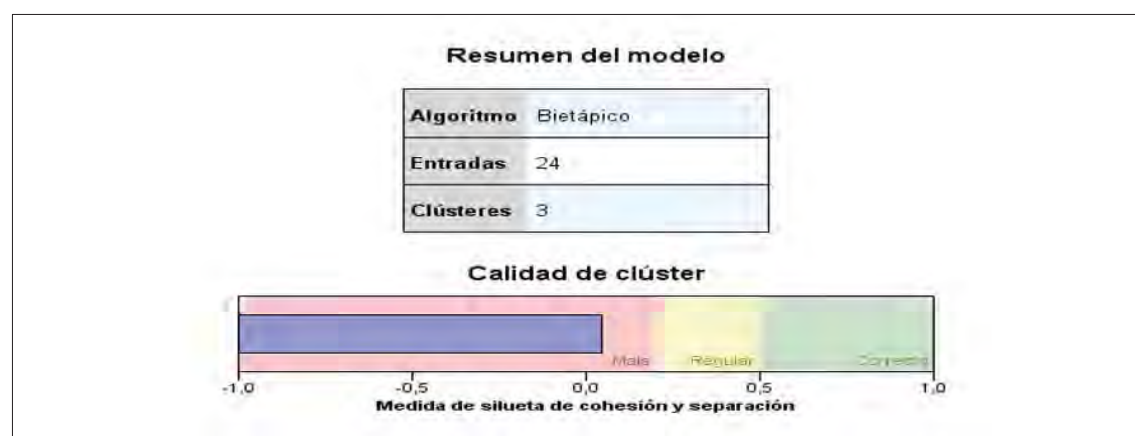 Resumen del modelo
Algoritmo Bietápico
Entradas 24
Clústeres 3
Calidad de clúster
Mala Regular Correcta
-1,0 -0,5 0,0 0,5 1,0
Medida de silueta de cohesión y separación